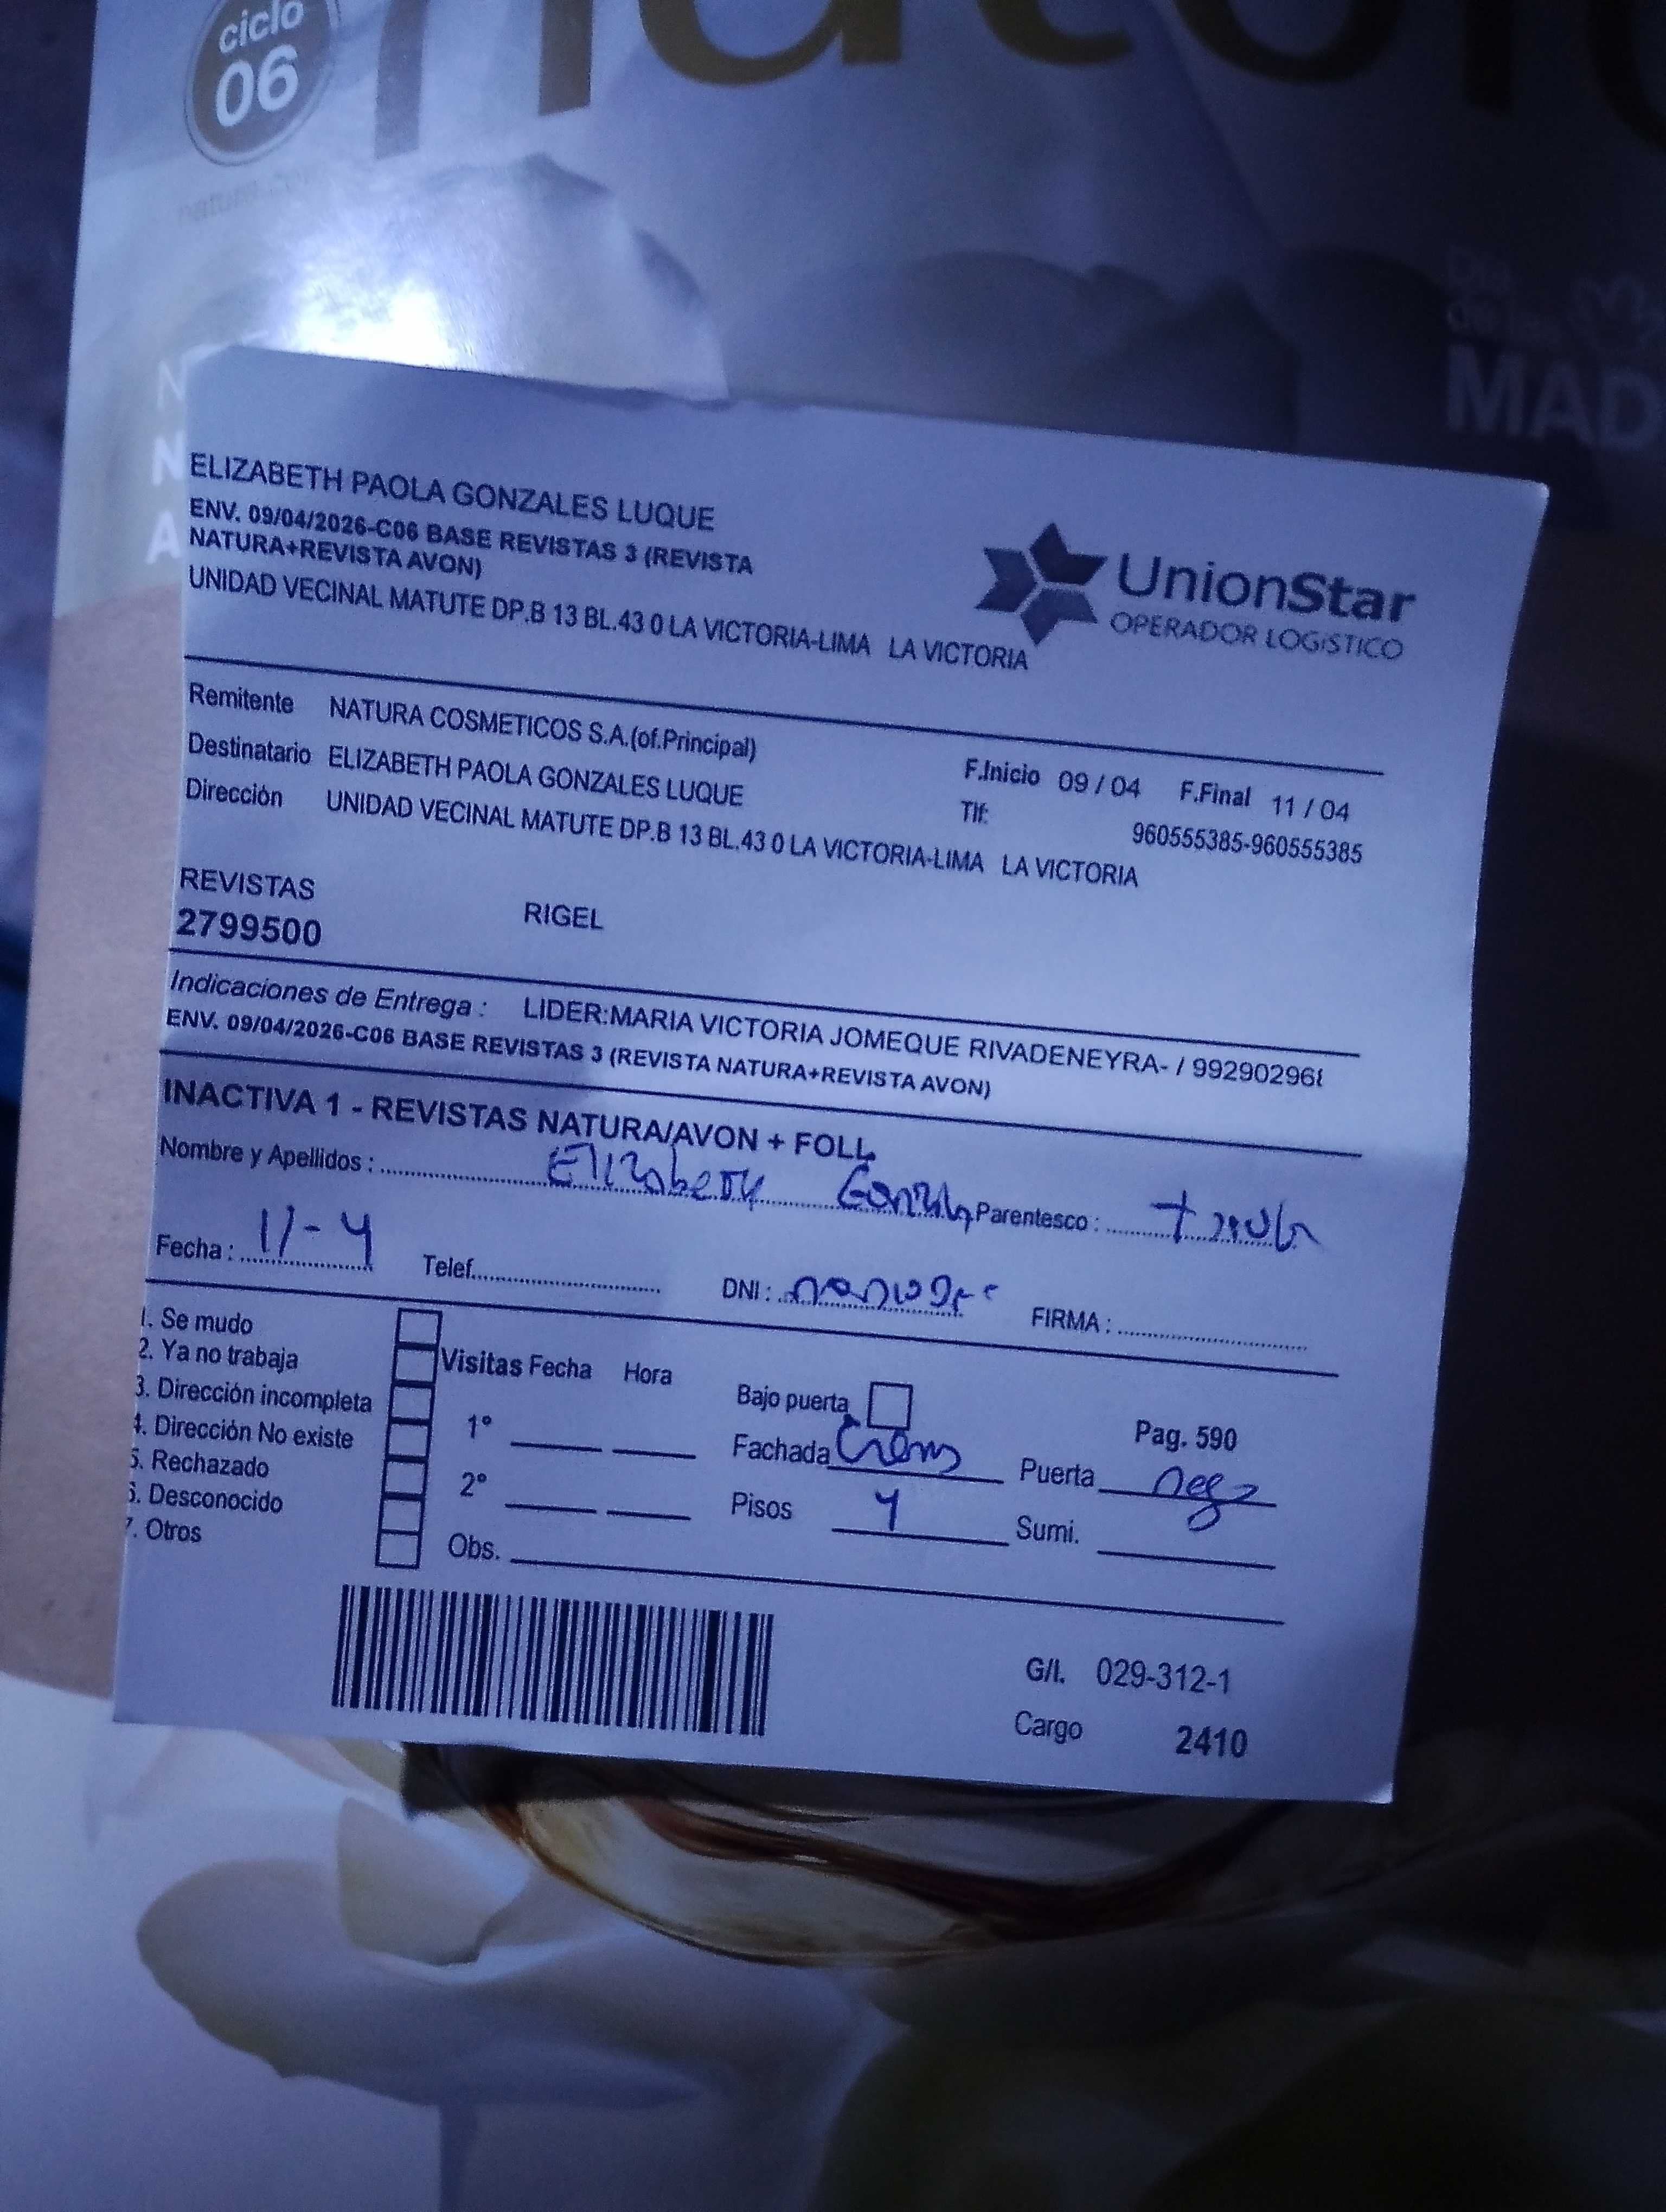 ciclo
06
MAD
N
N
A
ELIZABETH PAOLA GONZALES LUQUE
ENV. 09/04/2026-C06 BASE REVISTAS 3 (REVISTA
NATURA+REVISTA AVON)
UNIDAD VECINAL MATUTE DP.B 13 BL.43 0 LA VICTORIA-LIMA LA VICTORIA
UnionStar
OPERADOR LOGíSTICO
Remitente NATURA COSMETICOS S.A.(of.Principal)
Destinatario ELIZABETH PAOLA GONZALES LUQUE F.Inicio 09 / 04 F.Final 11 / 04
Dirección UNIDAD VECINAL MATUTE DP.B 13 BL.43 0 LA VICTORIA-LIMA LA VICTORIA
Tlf: 960555385-960555385
REVISTAS
2799500 RIGEL
Indicaciones de Entrega : LIDER:MARIA VICTORIA JOMEQUE RIVADENEYRA- / 99290296
ENV. 09/04/2026-C06 BASE REVISTAS 3 (REVISTA NATURA+REVISTA AVON)
INACTIVA 1 - REVISTAS NATURA/AVON + FOLL
Nombre y Apellidos : Elizabeth Gonzales Parentesco :
Fecha : 11-4 Telef. DNI : FIRMA :
1. Se mudo
2. Ya no trabaja
3. Dirección incompleta
4. Dirección No existe
5. Rechazado
6. Desconocido
7. Otros
Visitas Fecha Hora
1°
2°
Obs.
Bajo puerta
Fachada Crema
Pisos 4
Pag. 590
Puerta negra
Sumi.
G/I. 029-312-1
Cargo 2410